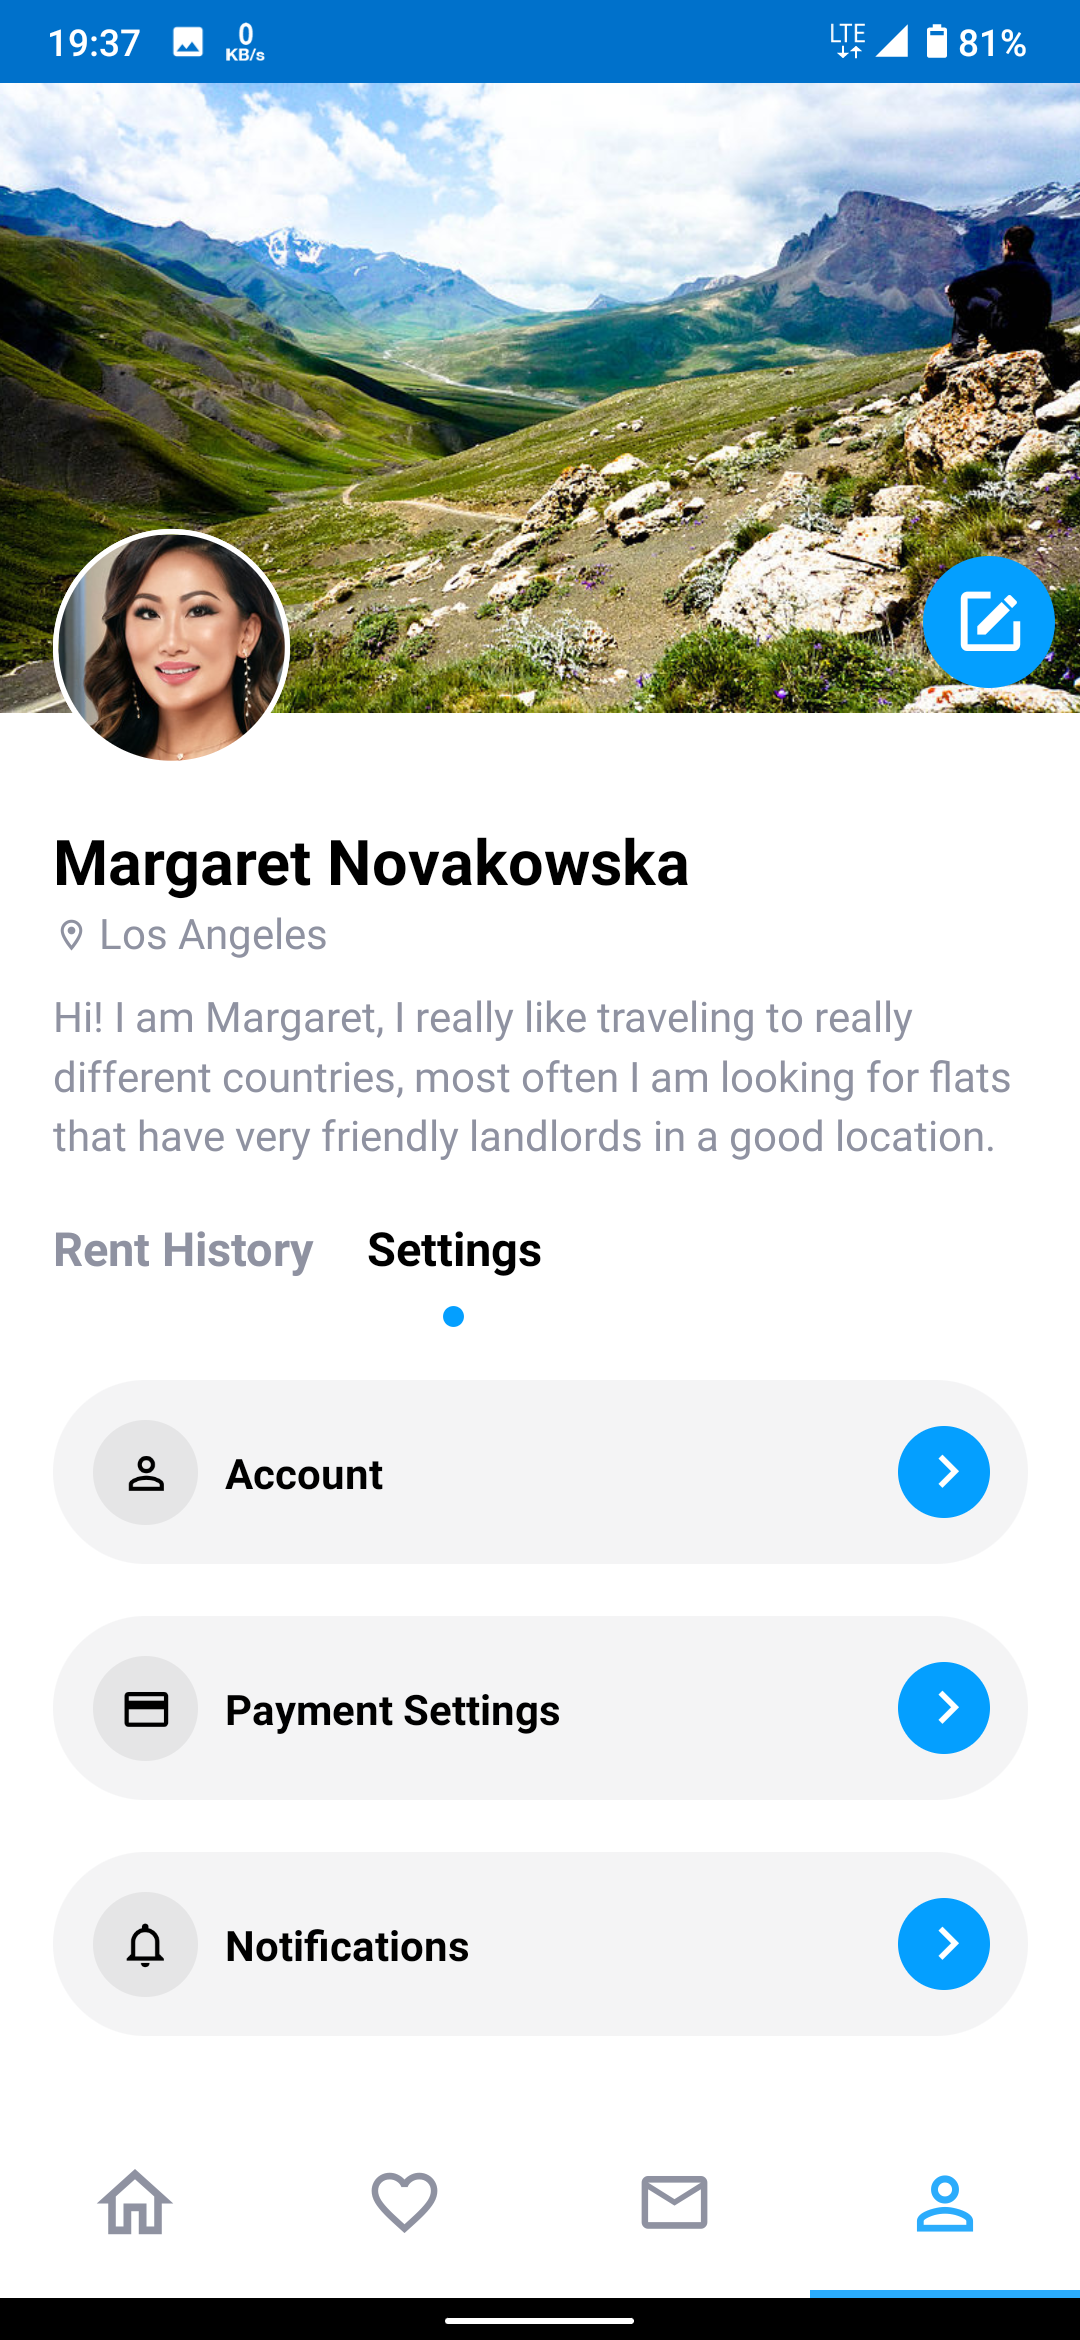 19:37 0 KB/s LTE 81%
Margaret Novakowska
Los Angeles
Hi! I am Margaret, I really like traveling to really
different countries, most often I am looking for flats
that have very friendly landlords in a good location.
Rent History Settings
Account
Payment Settings
Notifications